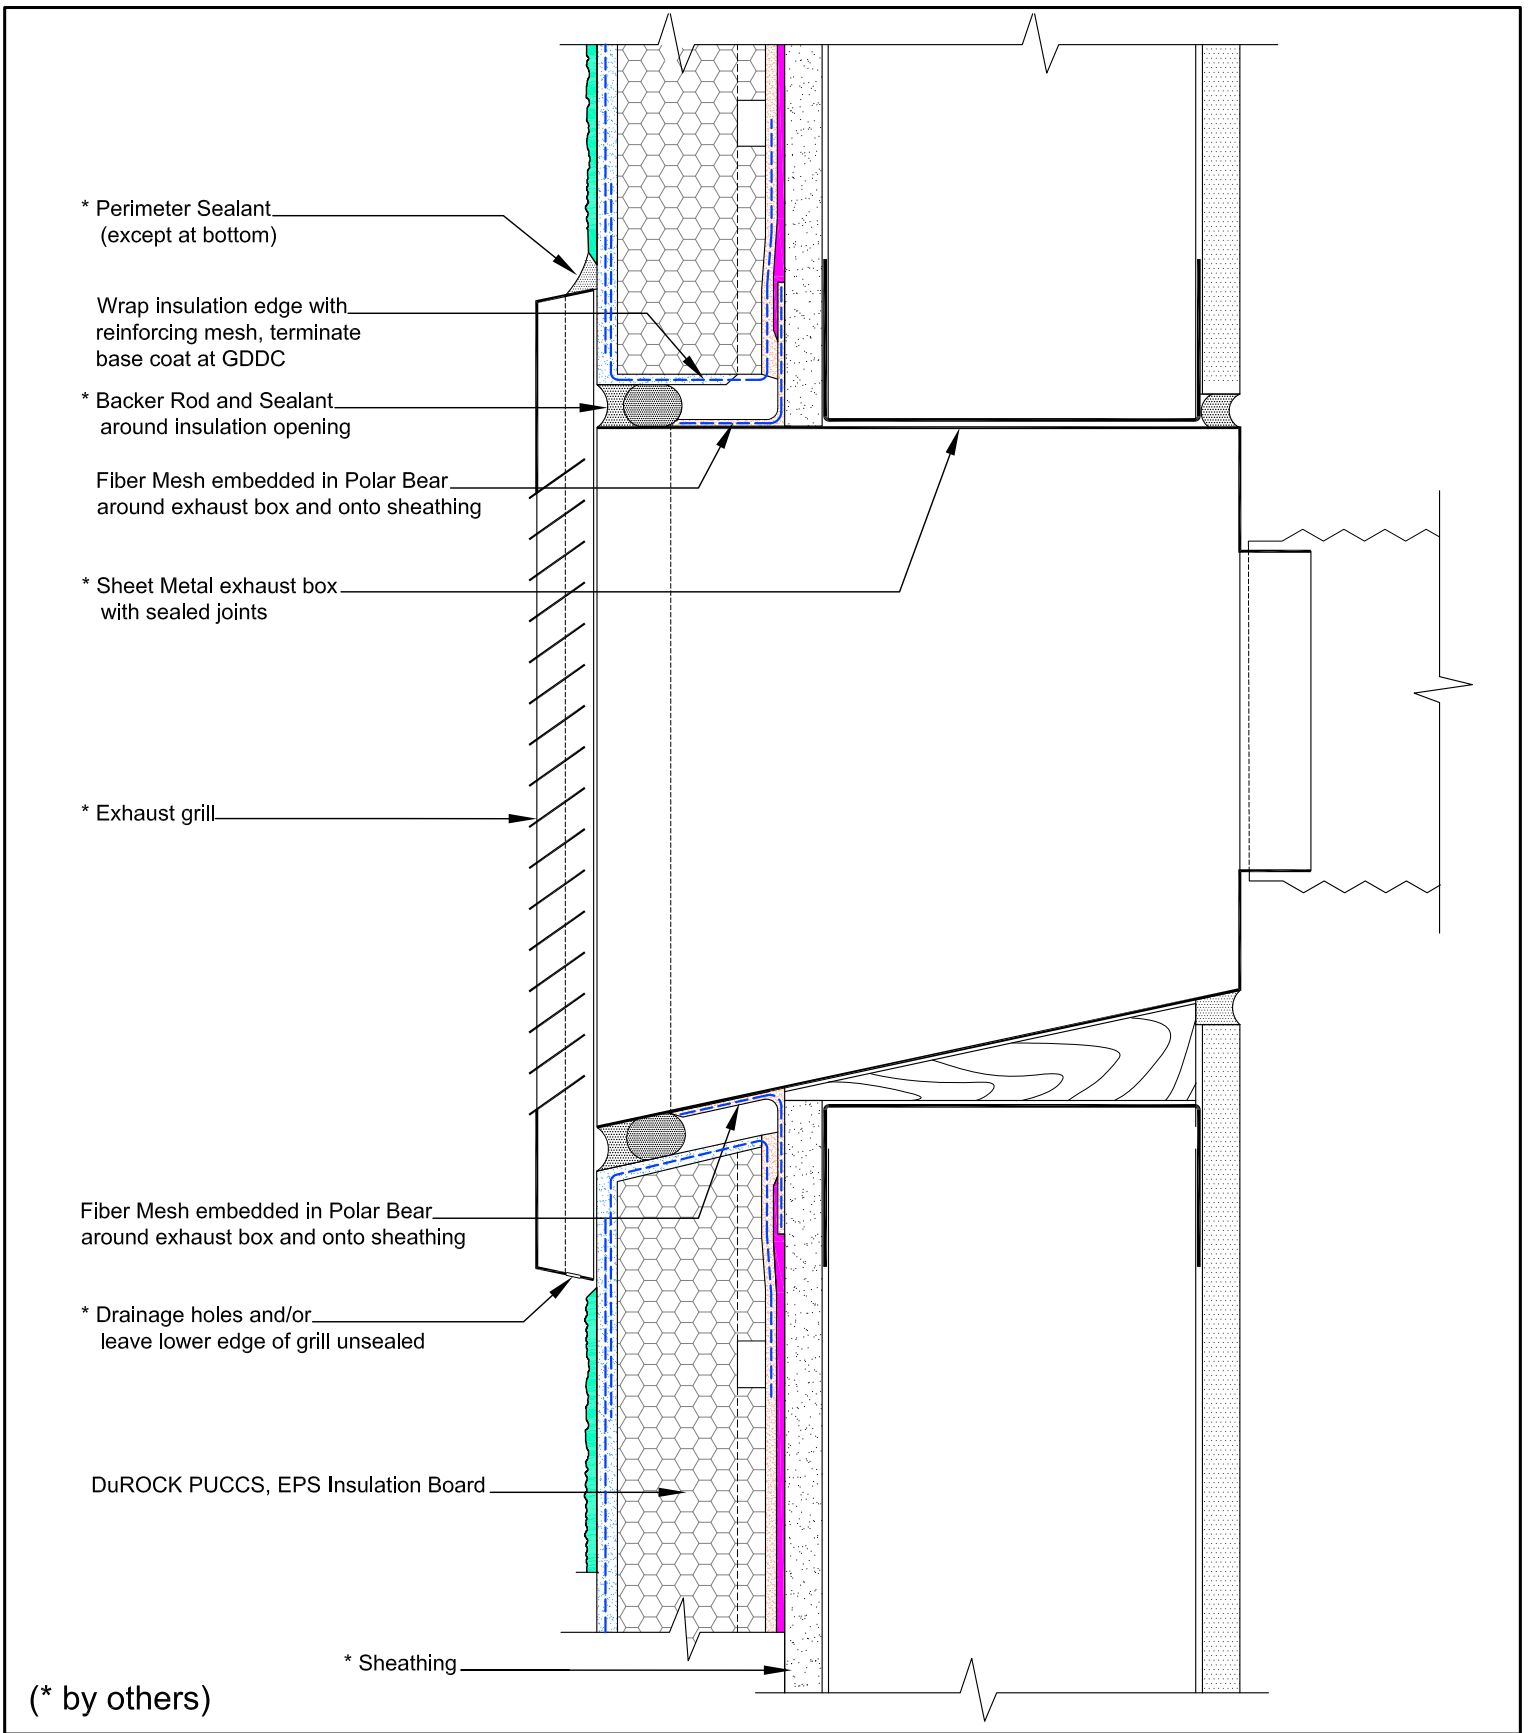 * Perimeter Sealant
(except at bottom)
Wrap insulation edge with
reinforcing mesh, terminate
base coat at GDDC
* Backer Rod and Sealant
around insulation opening
Fiber Mesh embedded in Polar Bear
around exhaust box and onto sheathing
* Sheet Metal exhaust box
with sealed joints
* Exhaust grill
Fiber Mesh embedded in Polar Bear
around exhaust box and onto sheathing
* Drainage holes and/or
leave lower edge of grill unsealed
DuROCK PUCCS, EPS Insulation Board
* Sheathing
(* by others)